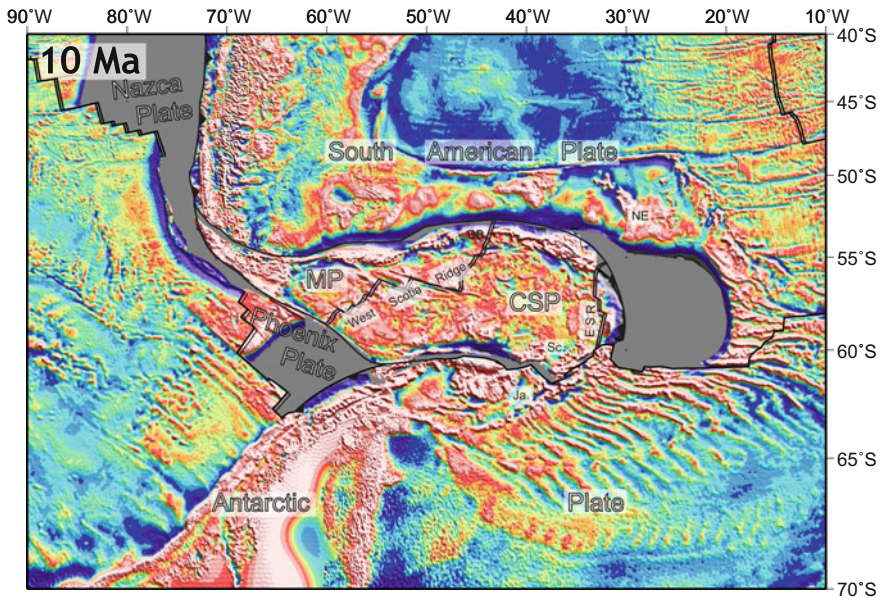 90°W 80°W 70°W 60°W 50°W 40°W 30°W 20°W 10°W
40°S
10 Ma
Nazca
Plate
45°S
South American Plate
50°S
NE
55°S
MP
West Scotia Ridge
CSP
E.S.R.
Phoenix
Plate
Sc.
60°S
Ja.
65°S
Antarctic Plate
70°S